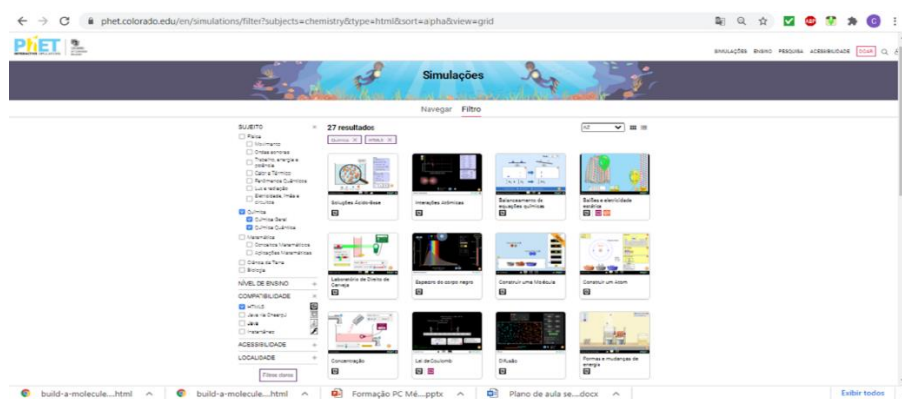 phet.colorado.edu/en/simulations/filter?subjects=chemistry&type=html&sort=alpha&view=grid
PhET
SIMULAÇÕES ENSINO PESQUISA ACESSIBILIDADE DOAR
Simulações
Navegar Filtro
SUJEITO
Física
Movimento
Ondas sonoras
Trabalho, energia e
potência
Calor e Térmico
Fenômenos Quânticos
Luz e radiação
Eletricidade, ímãs e
circuitos
Química
Química Geral
Química Quântica
Matemática
Conceitos Matemáticos
Aplicações Matemáticas
Ciência da Terra
Biologia
NÍVEL DE ENSINO
COMPATIBILIDADE
HTML5
Java
ACESSIBILIDADE
LOCALIDADE
27 resultados
Química X HTML5 X
Soluções Ácido-Base
Interações Atômicas
Balanceamento de
equações químicas
Balões e eletricidade
estática
Laboratório de Direito de
Cerveja
Espectro do corpo negro
Construir uma Molécula
Construir um Atom
Concentração
Lei de Coulomb
Difusão
Formas e mudanças de
energia
build-a-molecule....html
build-a-molecule....html
Formação PC Mé....pptx
Plano de aula se....docx
Exibir todos